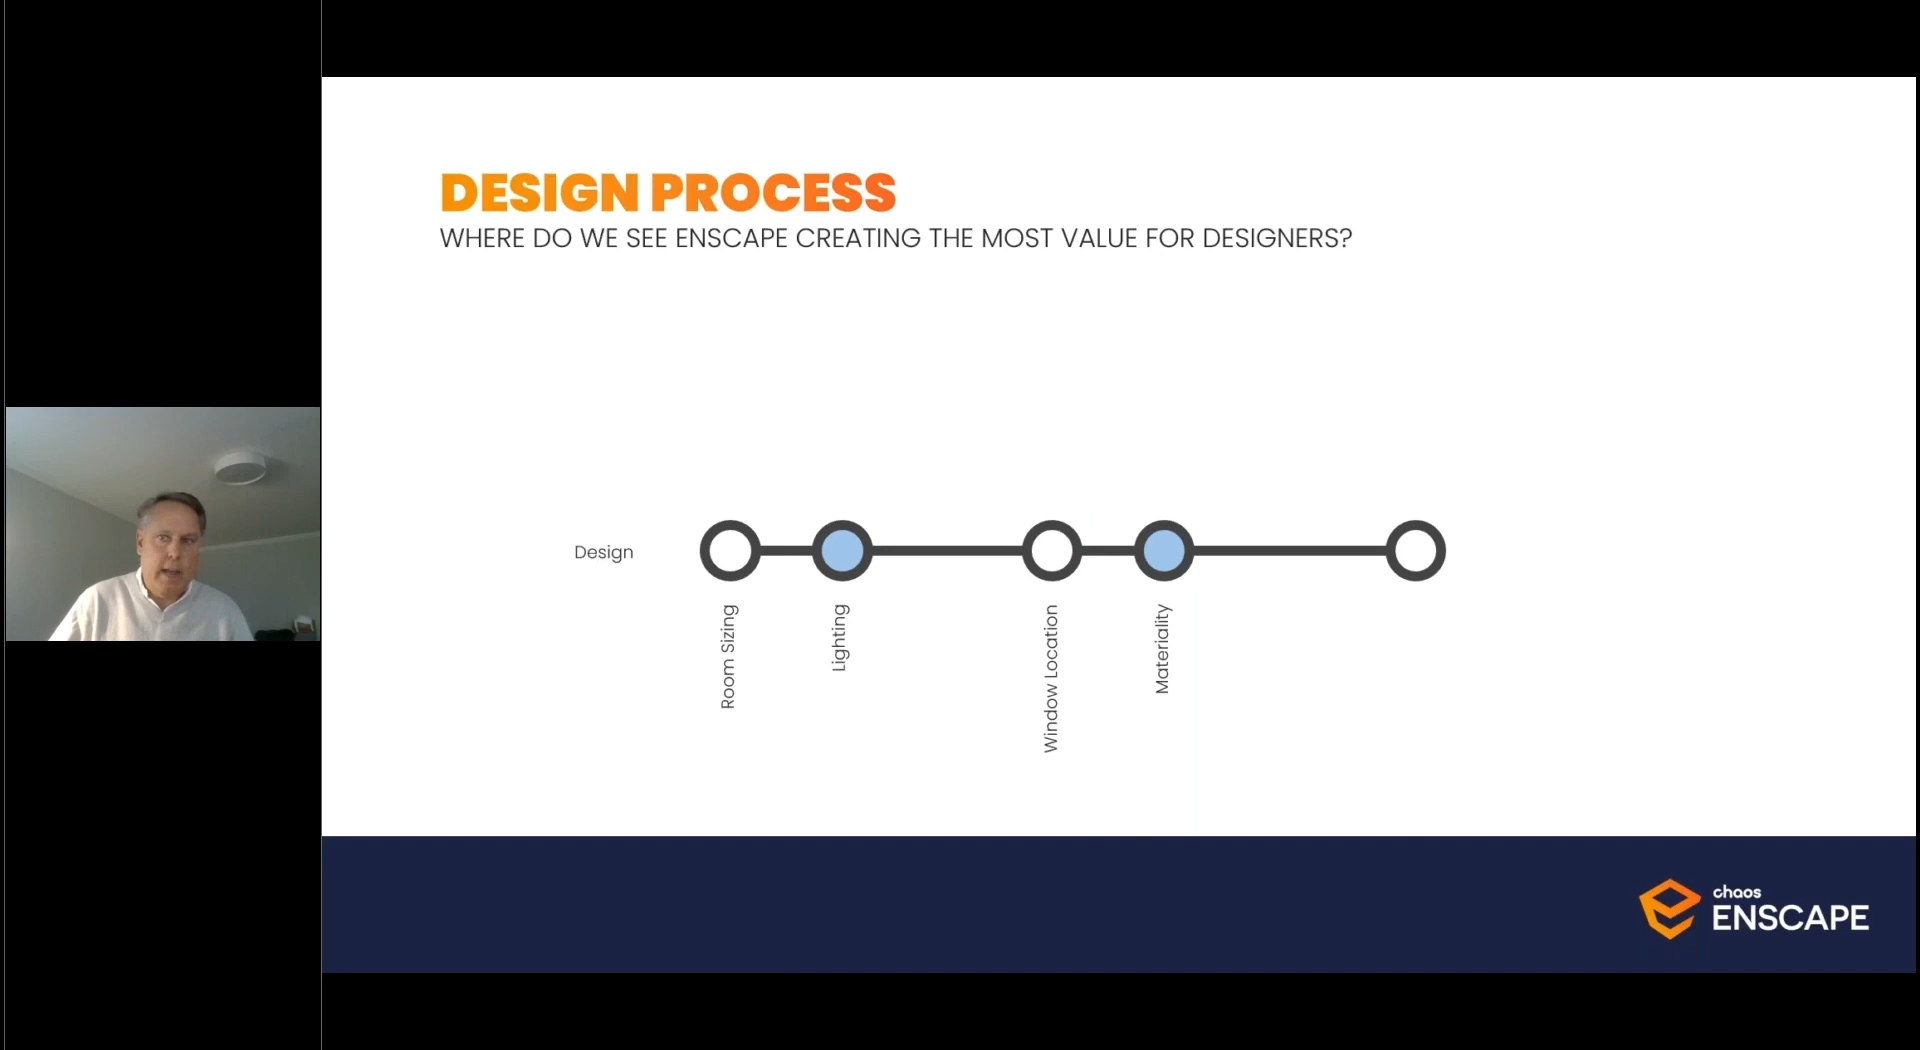 DESIGN PROCESS
WHERE DO WE SEE ENSCAPE CREATING THE MOST VALUE FOR DESIGNERS?
Design
Room Sizing
Lighting
Window Location
Materiality
chaos
ENSCAPE